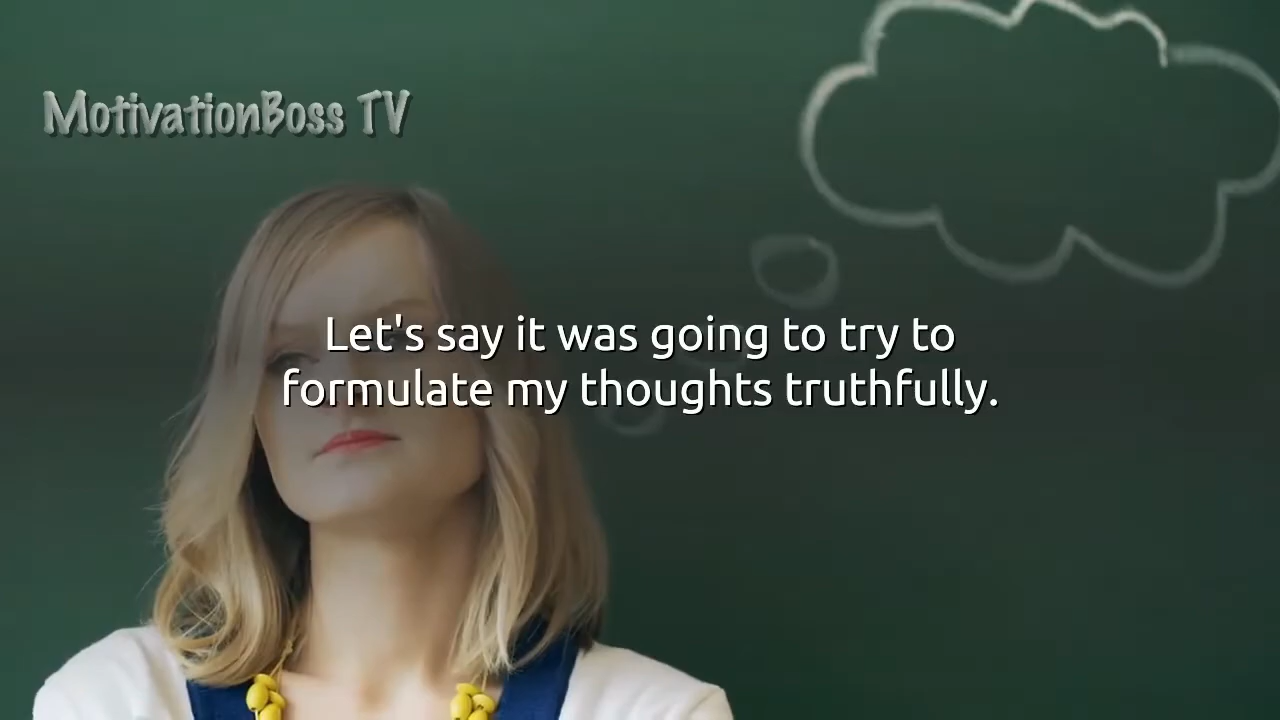 MotivationBoss TV
Let's say it was going to try to
formulate my thoughts truthfully.